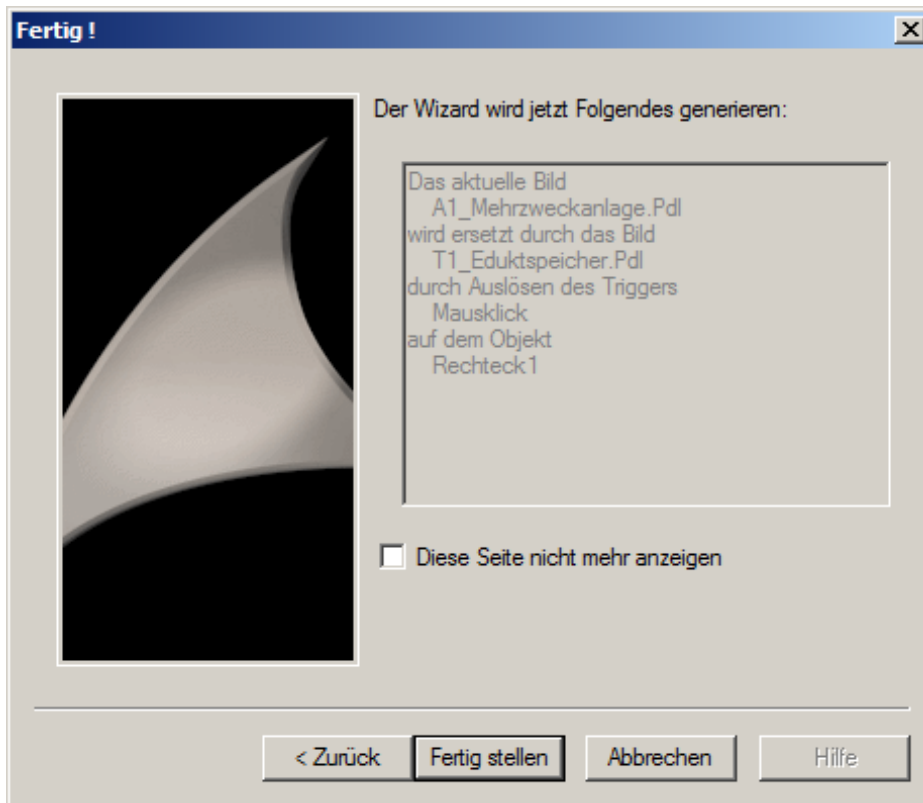 Fertig !
Der Wizard wird jetzt Folgendes generieren:
Das aktuelle Bild
A1_Mehrzweckanlage.Pdl
wird ersetzt durch das Bild
T1_Eduktspeicher.Pdl
durch Auslösen des Triggers
Mausklick
auf dem Objekt
Rechteck1
Diese Seite nicht mehr anzeigen
< Zurück Fertig stellen Abbrechen Hilfe